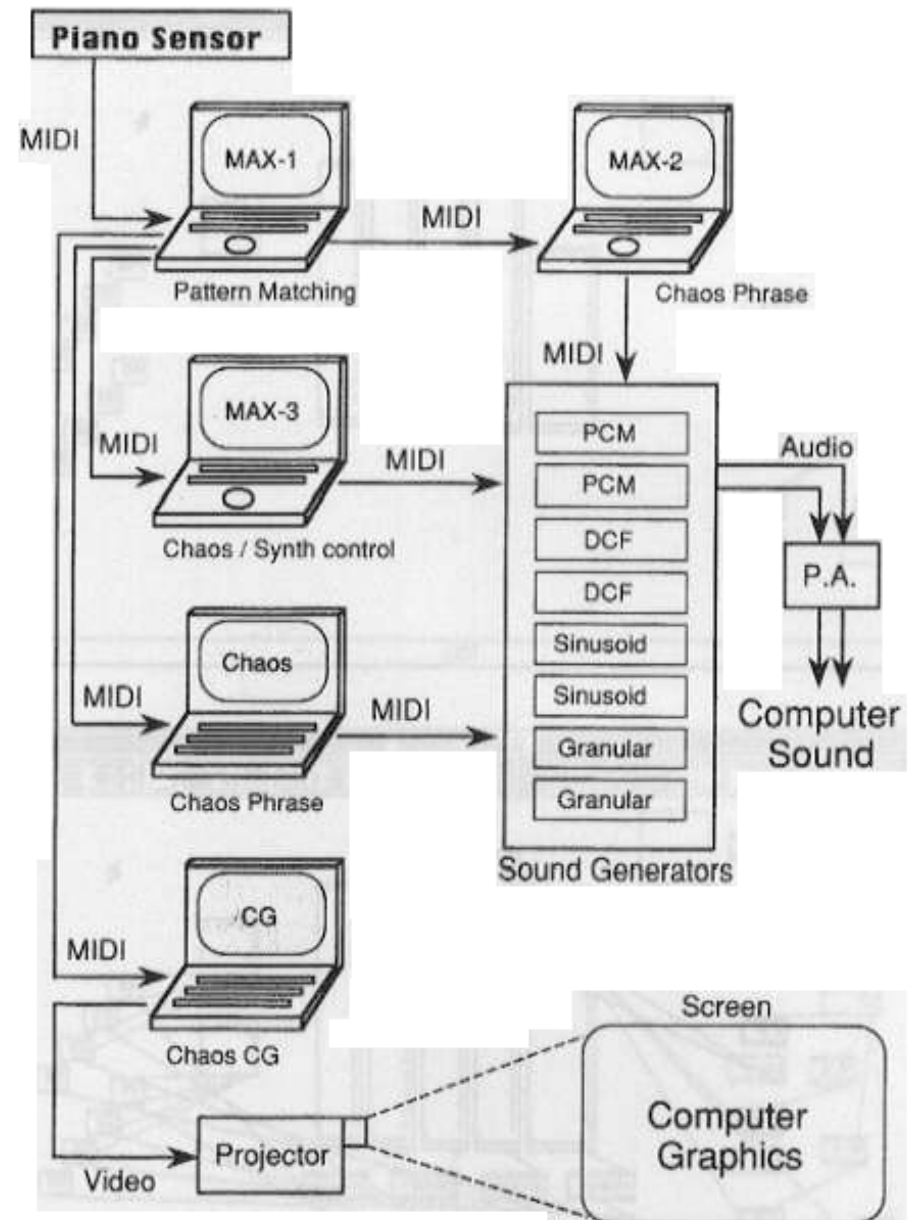 Piano Sensor
MIDI
MAX-1
MAX-2
MIDI
Pattern Matching
Chaos Phrase
MIDI
MAX-3
MIDI
MIDI
Chaos / Synth control
PCM
PCM
DCF
DCF
Sinusoid
Sinusoid
Granular
Granular
Sound Generators
Audio
P.A.
Computer
Sound
Chaos
MIDI
MIDI
Chaos Phrase
CG
MIDI
Chaos CG
Video
Projector
Screen
Computer
Graphics